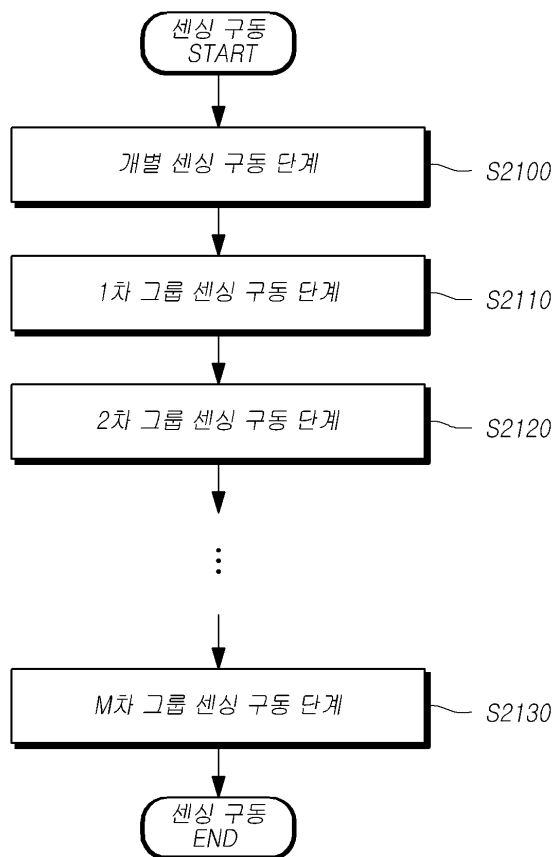 센싱 구동
START
개별 센싱 구동 단계
S2100
1차 그룹 센싱 구동 단계
S2110
2차 그룹 센싱 구동 단계
S2120
⋮
M차 그룹 센싱 구동 단계
S2130
센싱 구동
END